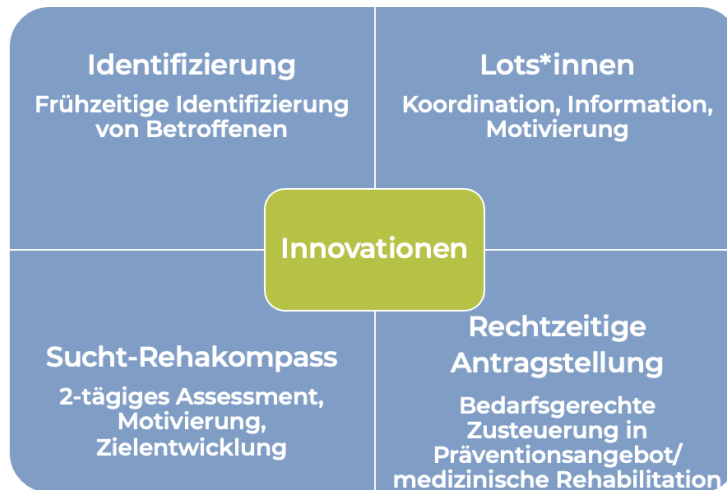 Identifizierung
Frühzeitige Identifizierung
von Betroffenen
Lots*innen
Koordination, Information,
Motivierung
Innovationen
Sucht-Rehakompass
2-tägiges Assessment,
Motivierung,
Zielentwicklung
Rechtzeitige
Antragstellung
Bedarfsgerechte
Zusteuerung in
Präventionsangebot/
medizinische Rehabilitation